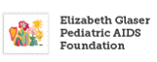 Elizabeth Glaser
Pediatric AIDS
Foundation